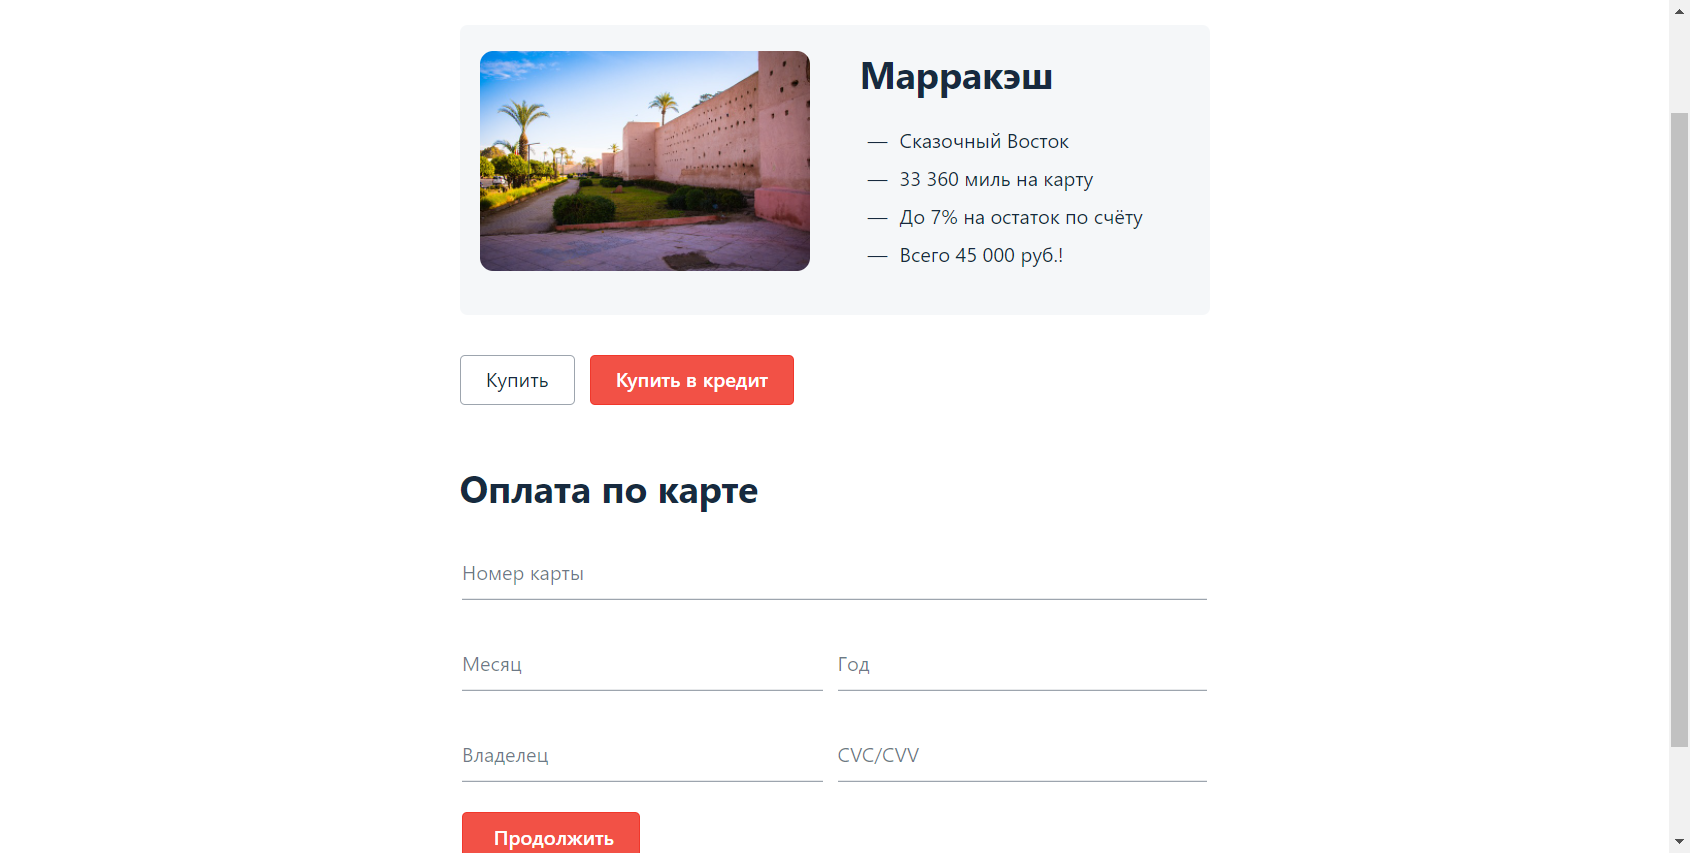 Марракэш
— Сказочный Восток
— 33 360 миль на карту
— До 7% на остаток по счёту
— Всего 45 000 руб.!
Купить
Купить в кредит
Оплата по карте
Номер карты
Месяц
Год
Владелец
CVC/CVV
Продолжить